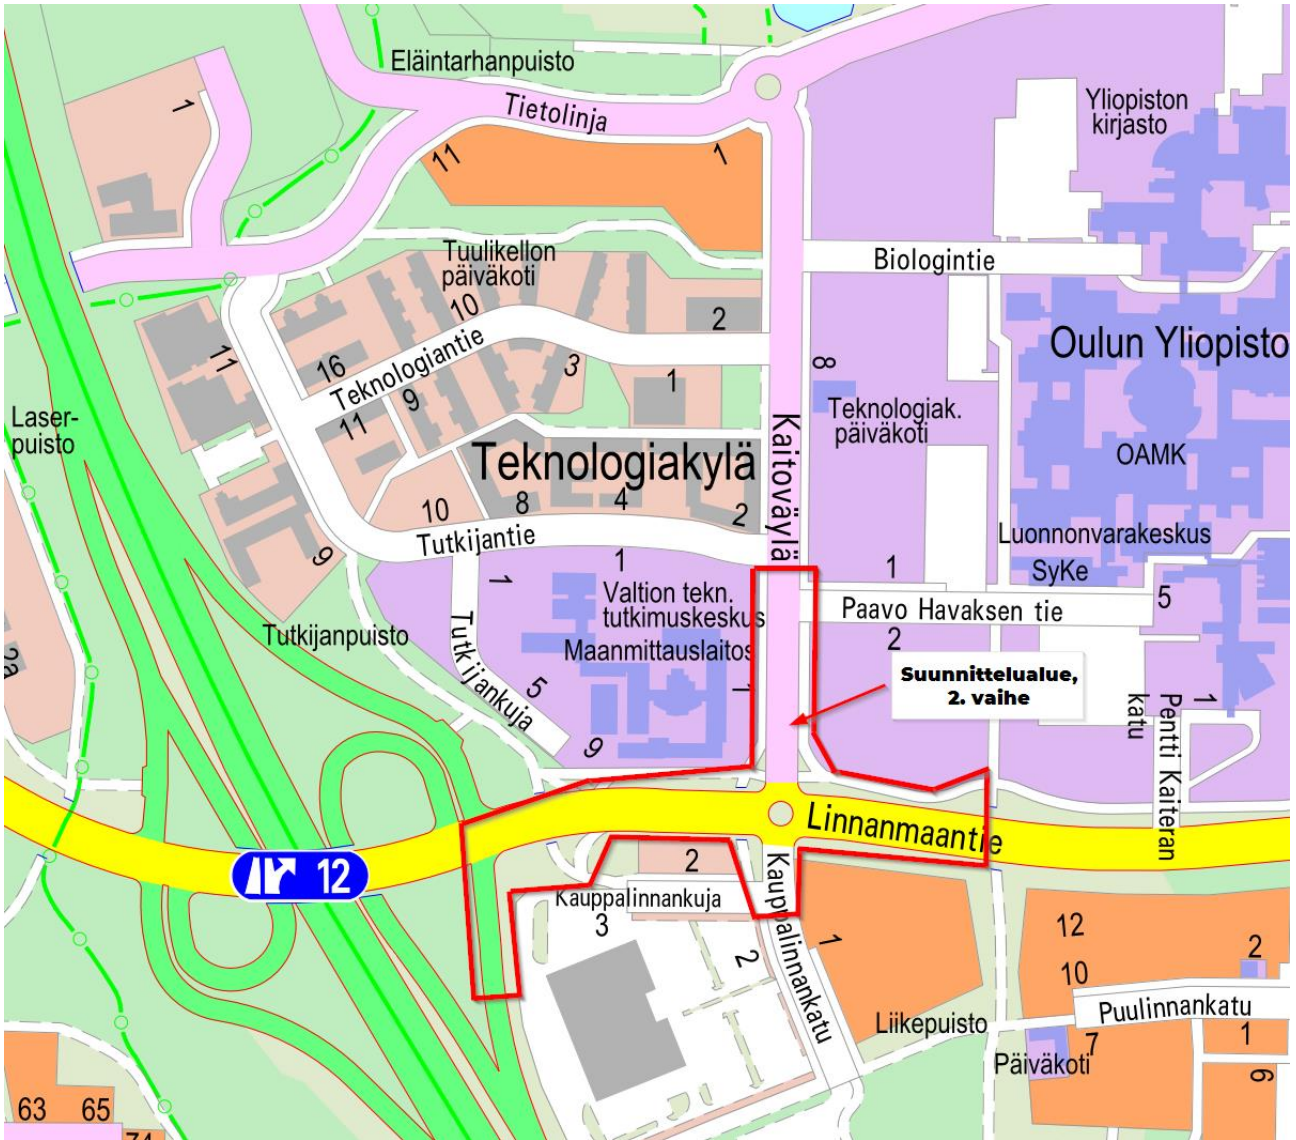 Eläintarhanpuisto
Tietolinja
1
11
1
Yliopiston
kirjasto
Tuulikellon
päiväkoti
Biologintie
10
2
16
Teknologiantie
3
1
9
11
11
8
Oulun Yliopisto
Laser-
puisto
Kaitoväylä
Teknologiak.
päiväkoti
OAMK
Teknologiakylä
10
8
4
2
Tutkijantie
9
Luonnonvarakeskus
SyKe
1
1
1
Valtion tekn.
tutkimuskeskus
Maanmittauslaitos
1
Paavo Havaksen tie
5
2
Tutkijanpuisto
Tutkijankuja
5
9
2a
Suunnittelualue,
2. vaihe
Pentti Kaiteran
katu
1
Linnanmaantie
12
2
Kauppalinnankuja
3
2
Kauppalinnankatu
1
12
10
2
Puulinnankatu
Liikepuisto
Päiväkoti
7
1
6
63
65
74